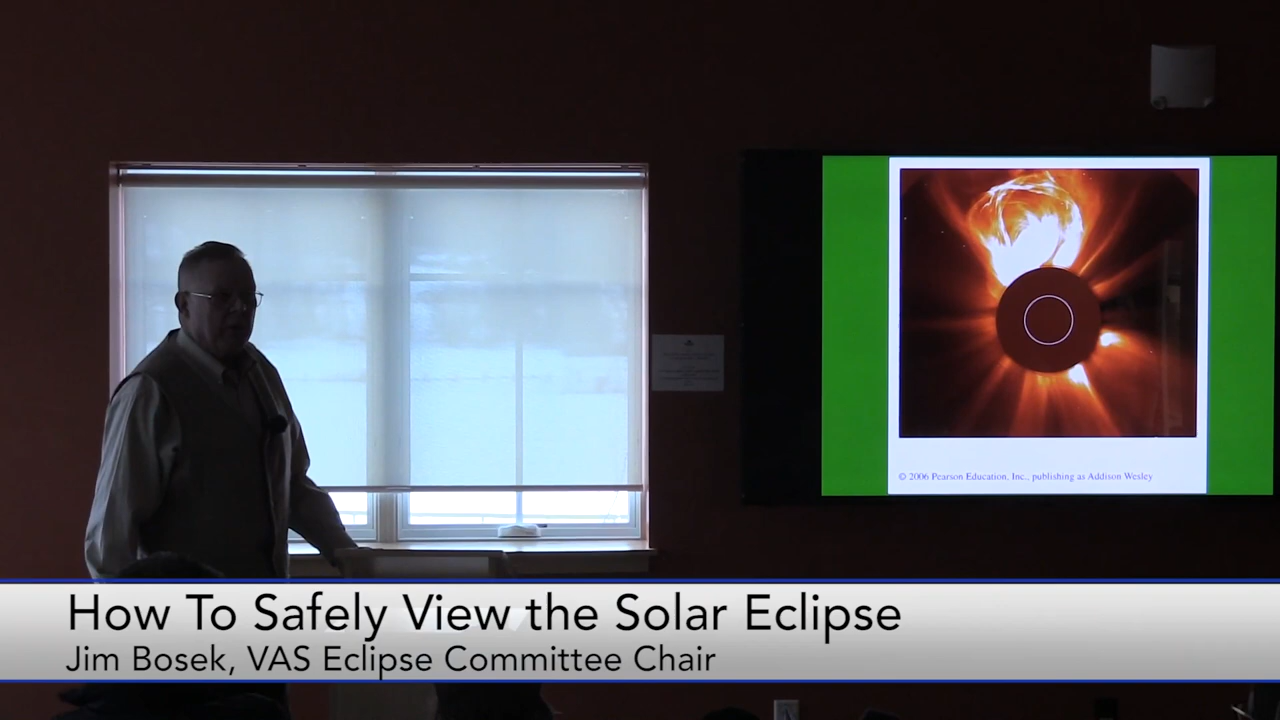 © 2006 Pearson Education, Inc., publishing as Addison Wesley
How To Safely View the Solar Eclipse
Jim Bosek, VAS Eclipse Committee Chair